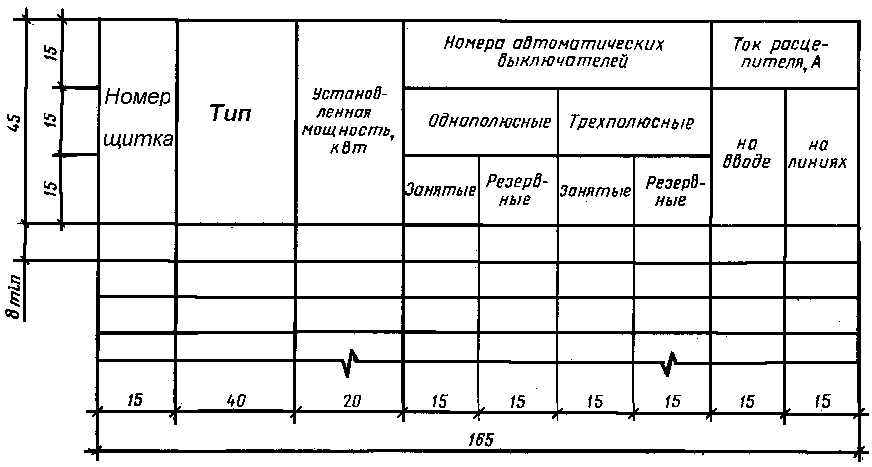 Номера автоматических
выключателей
Ток расце-
пителя, А
Номер
щитка
Тип
Установ-
ленная
мощность,
кВт
Однополюсные
Трехполюсные
на
вводе
на
линиях
Занятые
Резерв-
ные
Занятые
Резерв-
ные
15
15
15
45
8 min
15
40
20
15
15
15
15
15
15
165